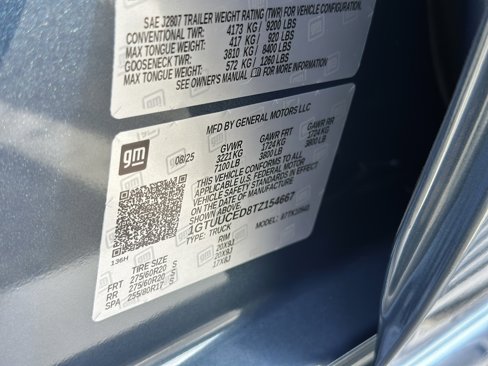 SAE J2807 TRAILER WEIGHT RATING (TWR) FOR VEHICLE CONFIGURATION.
CONVENTIONAL TWR: 4173 KG / 9200 LBS
MAX TONGUE WEIGHT: 417 KG / 920 LBS
GOOSENECK TWR: 3810 KG / 8400 LBS
MAX TONGUE WEIGHT: 572 KG / 1260 LBS
SEE OWNER'S MANUAL FOR MORE INFORMATION
MFD BY GENERAL MOTORS LLC
gm
08/25
GVWR GAWR FRT GAWR RR
3221 KG 1724 KG 1724 KG
7100 LB 3800 LB 3800 LB
THIS VEHICLE CONFORMS TO ALL
APPLICABLE U.S. FEDERAL MOTOR
VEHICLE SAFETY STANDARDS IN
EFFECT ON THE DATE OF MANUFACTURE
SHOWN ABOVE.
1GTUUCED8TZ154667
TYPE: TRUCK MODEL:
136H
TIRE SIZE RIM
FRT 275/60R20 S 20X9J
RR 275/60R20 S 20X9J
SPA 255/80R17 S 17X8J